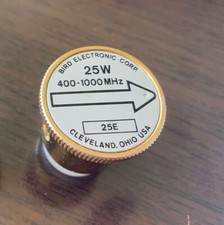 BIRD ELECTRONIC CORP
25W
400-1000MHz
25E
CLEVELAND, OHIO USA